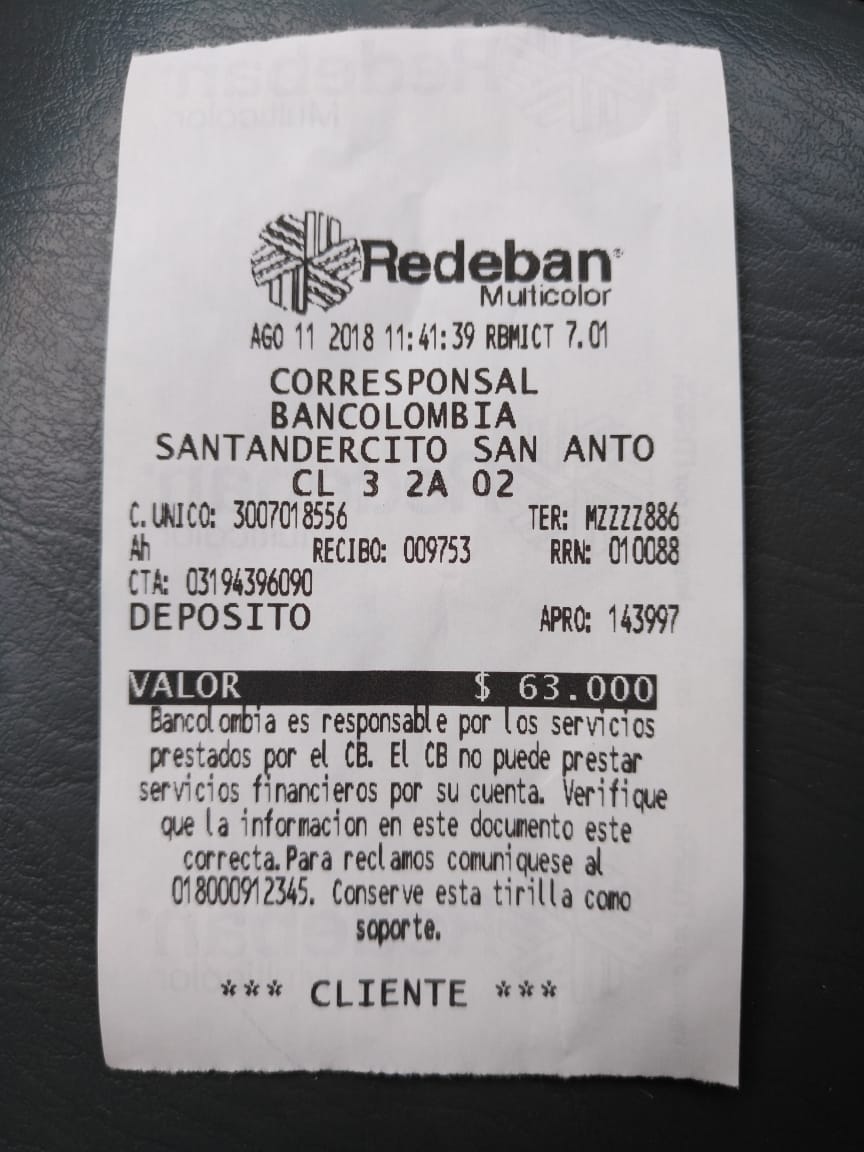 Redeban
Multicolor
AGO 11 2018 11:41:39 RBMICT 7.01
CORRESPONSAL
BANCOLOMBIA
SANTANDERCITO SAN ANTO
CL 3 2A 02
C. UNICO: 3007018556 TER: MZZZZ886
Ah RECIBO: 009753 RRN: 010088
CTA: 03194396090
DEPOSITO APRO: 143997
VALOR $ 63.000
Bancolombia es responsable por los servicios
prestados por el CB. El CB no puede prestar
servicios financieros por su cuenta. Verifique
que la informacion en este documento este
correcta.Para reclamos comuniquese al
018000912345. Conserve esta tirilla como
soporte.
*** CLIENTE ***